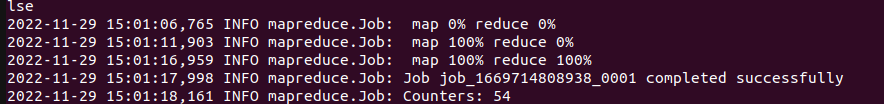 lse
2022-11-29 15:01:06,765 INFO mapreduce.Job:  map 0% reduce 0%
2022-11-29 15:01:11,903 INFO mapreduce.Job:  map 100% reduce 0%
2022-11-29 15:01:16,959 INFO mapreduce.Job:  map 100% reduce 100%
2022-11-29 15:01:17,998 INFO mapreduce.Job: Job job_1669714808938_0001 completed successfully
2022-11-29 15:01:18,161 INFO mapreduce.Job: Counters: 54